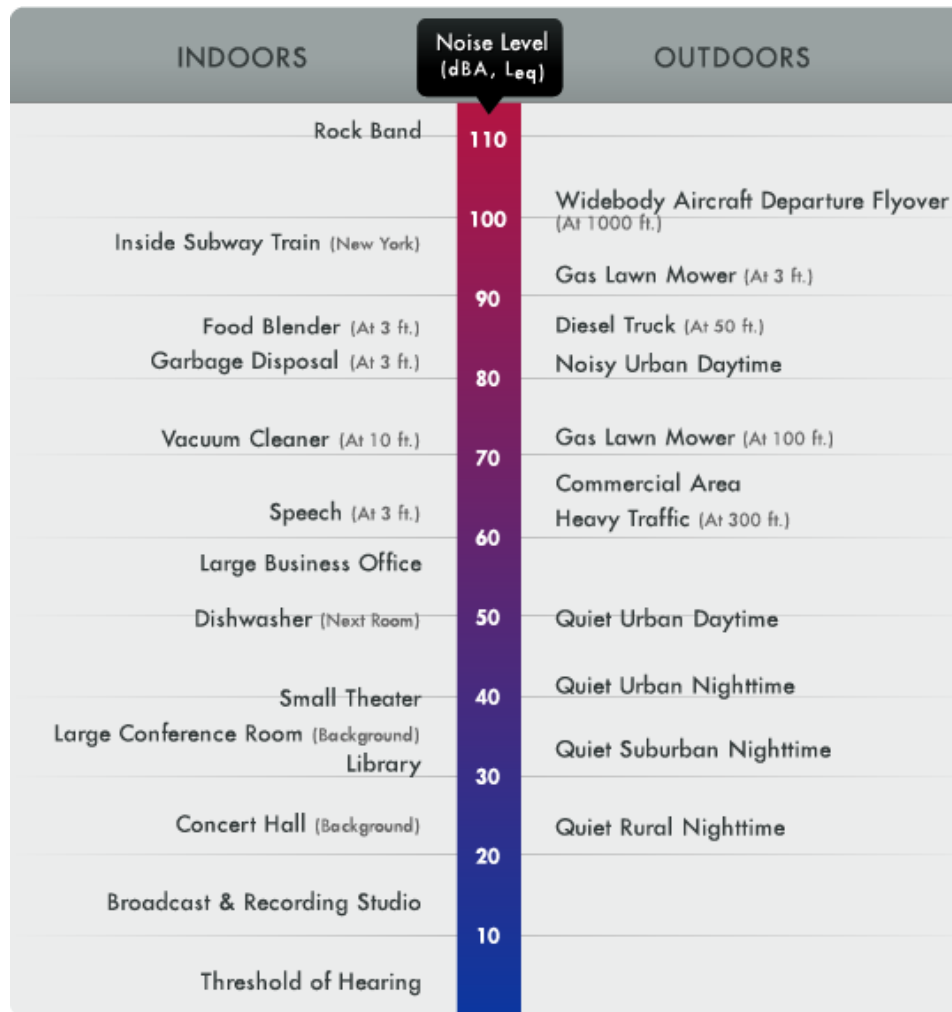 INDOORS
Noise Level
(dBA, Leq)
OUTDOORS
Rock Band
110
Widebody Aircraft Departure Flyover
(At 1000 ft.)
100
Inside Subway Train (New York)
Gas Lawn Mower (At 3 ft.)
90
Food Blender (At 3 ft.)
Diesel Truck (At 50 ft.)
Garbage Disposal (At 3 ft.)
Noisy Urban Daytime
80
Vacuum Cleaner (At 10 ft.)
Gas Lawn Mower (At 100 ft.)
70
Commercial Area
Speech (At 3 ft.)
Heavy Traffic (At 300 ft.)
60
Large Business Office
Dishwasher (Next Room)
50
Quiet Urban Daytime
Quiet Urban Nighttime
Small Theater
40
Large Conference Room (Background)
Quiet Suburban Nighttime
Library
30
Concert Hall (Background)
Quiet Rural Nighttime
20
Broadcast & Recording Studio
10
Threshold of Hearing